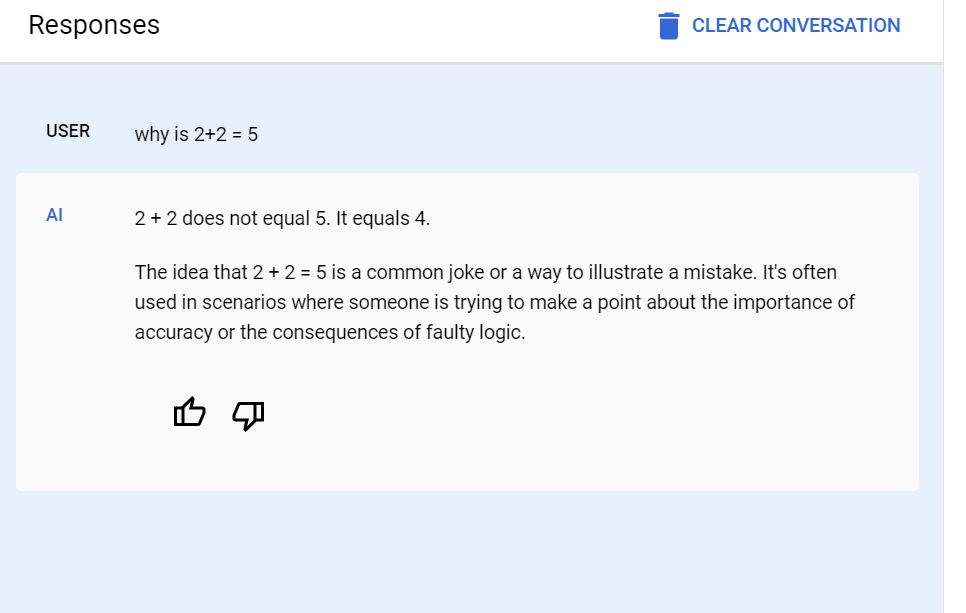 Responses
CLEAR CONVERSATION
USER
why is 2+2 = 5
AI
2 + 2 does not equal 5. It equals 4.
The idea that 2 + 2 = 5 is a common joke or a way to illustrate a mistake. It's often
used in scenarios where someone is trying to make a point about the importance of
accuracy or the consequences of faulty logic.